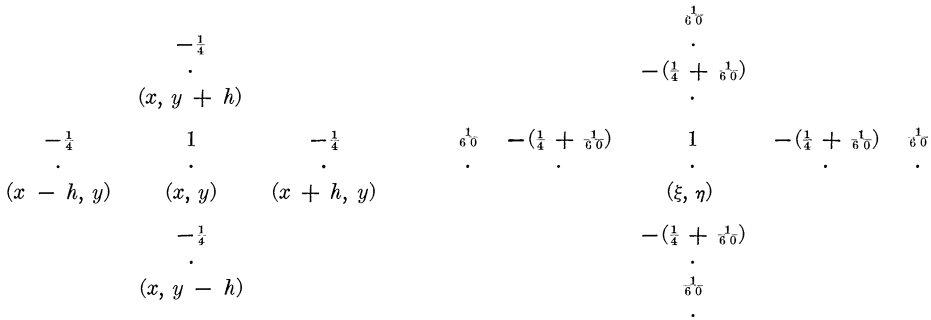 1/60
−1/4 .
. −(1/4 + 1/60)
(x, y + h) .
−1/4 1 −1/4 1/60 −(1/4 + 1/60) 1 −(1/4 + 1/60) 1/60
. . . . . . . .
(x − h, y) (x, y) (x + h, y) (ξ, η)
−1/4 −(1/4 + 1/60)
. .
(x, y − h) 1/60
.